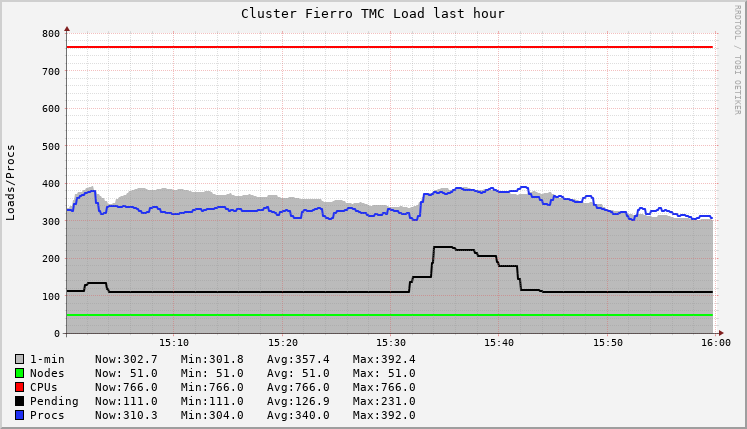 Cluster Fierro TMC Load last hour
RRDTOOL / TOBI OETIKER
Loads/Procs
800
700
600
500
400
300
200
100
0
15:10 15:20 15:30 15:40 15:50 16:00
1-min Now:302.7 Min:301.8 Avg:357.4 Max:392.4
Nodes Now: 51.0 Min: 51.0 Avg: 51.0 Max: 51.0
CPUs Now:766.0 Min:766.0 Avg:766.0 Max:766.0
Pending Now:111.0 Min:111.0 Avg:126.9 Max:231.0
Procs Now:310.3 Min:304.0 Avg:340.0 Max:392.0